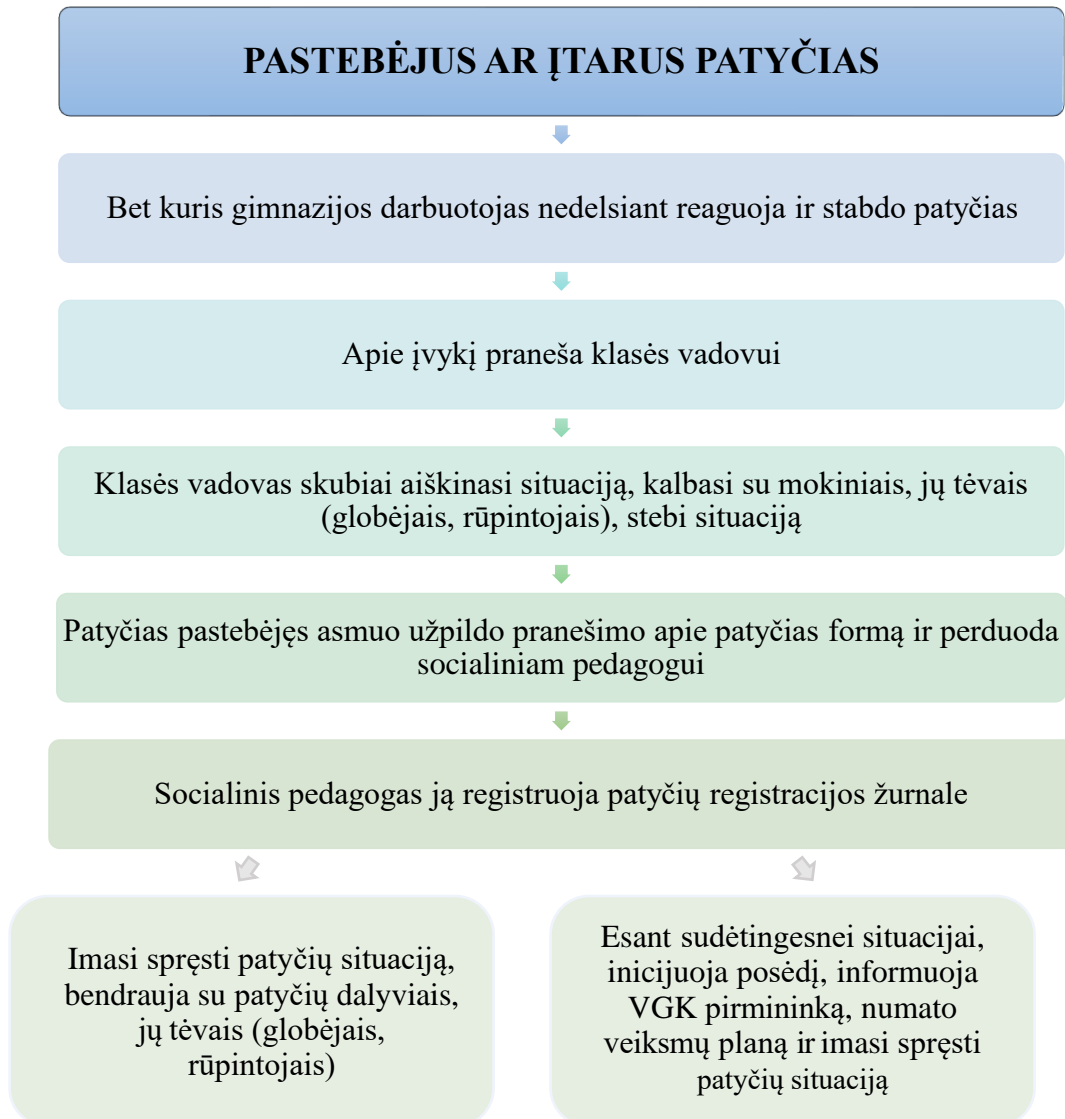 PASTEBĖJUS AR ĮTARUS PATYČIAS
Bet kuris gimnazijos darbuotojas nedelsiant reaguoja ir stabdo patyčias
Apie įvykį praneša klasės vadovui
Klasės vadovas skubiai aiškinasi situaciją, kalbasi su mokiniais, jų tėvais
(globėjais, rūpintojais), stebi situaciją
Patyčias pastebėjęs asmuo užpildo pranešimo apie patyčias formą ir perduoda
socialiniam pedagogui
Socialinis pedagogas ją registruoja patyčių registracijos žurnale
Imasi spręsti patyčių situaciją,
bendrauja su patyčių dalyviais,
jų tėvais (globėjais,
rūpintojais)
Esant sudėtingesnei situacijai,
inicijuoja posėdį, informuoja
VGK pirmininką, numato
veiksmų planą ir imasi spręsti
patyčių situaciją